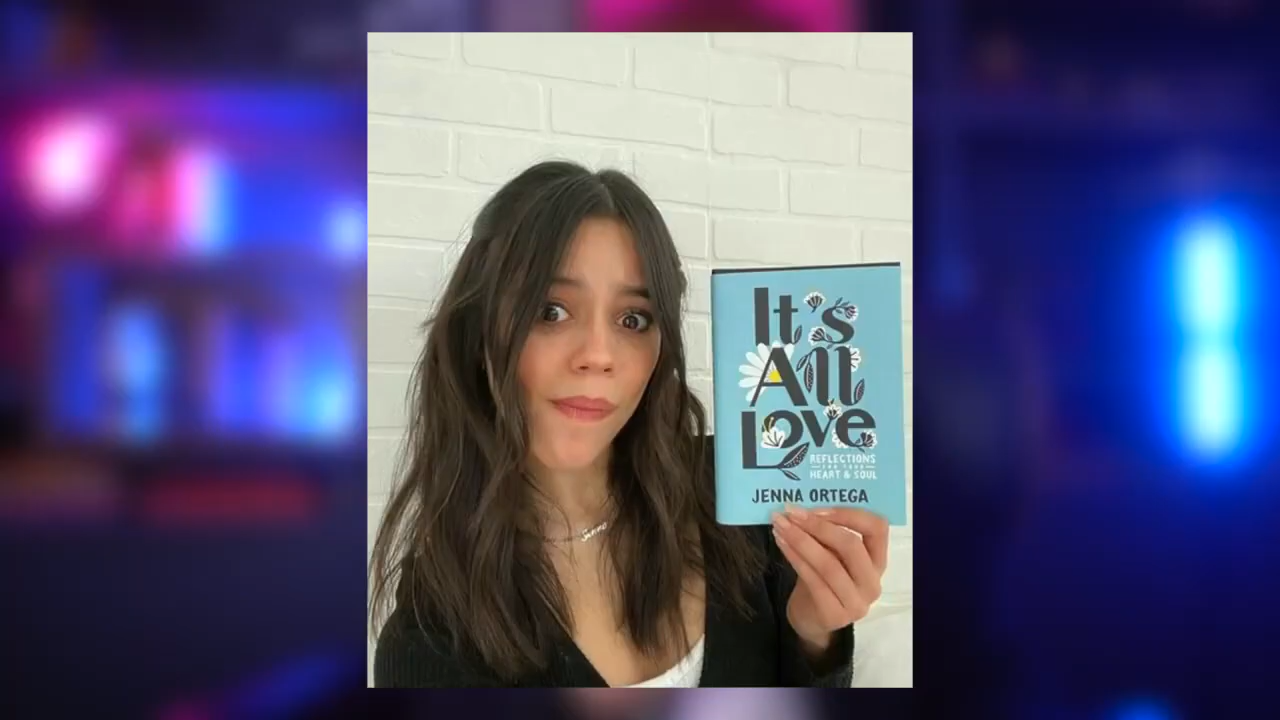 It's
All
Love
REFLECTIONS
FOR YOUR
HEART & SOUL
JENNA ORTEGA